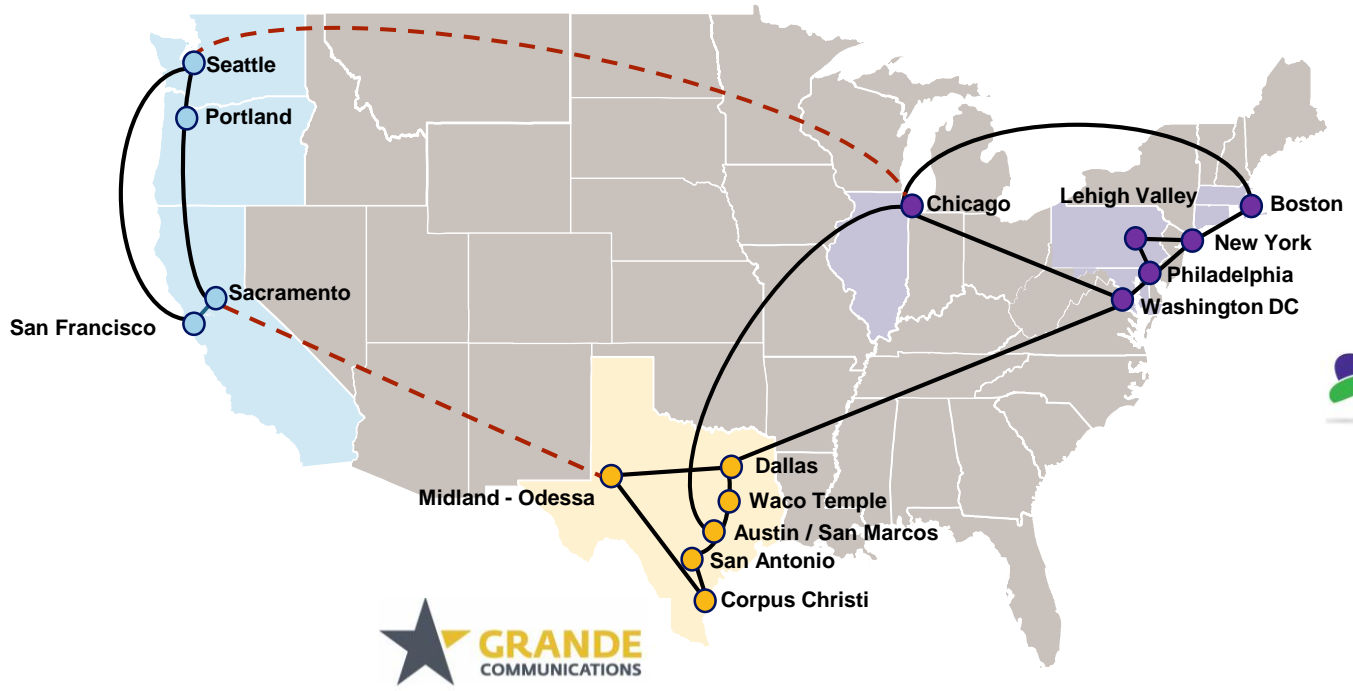 Seattle
Portland
Chicago
Lehigh Valley
Boston
New York
Philadelphia
Washington DC
Sacramento
San Francisco
Dallas
Midland - Odessa
Waco Temple
Austin / San Marcos
San Antonio
Corpus Christi
GRANDE
COMMUNICATIONS